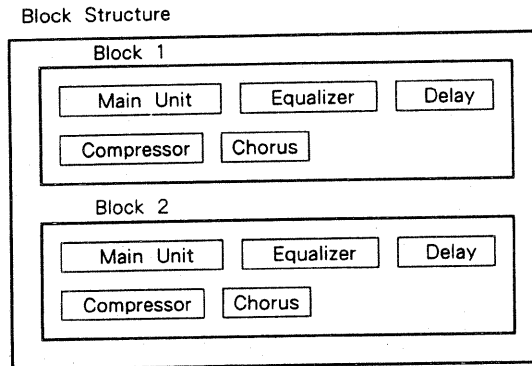 Block Structure
Block 1
Main Unit Equalizer Delay
Compressor Chorus
Block 2
Main Unit Equalizer Delay
Compressor Chorus